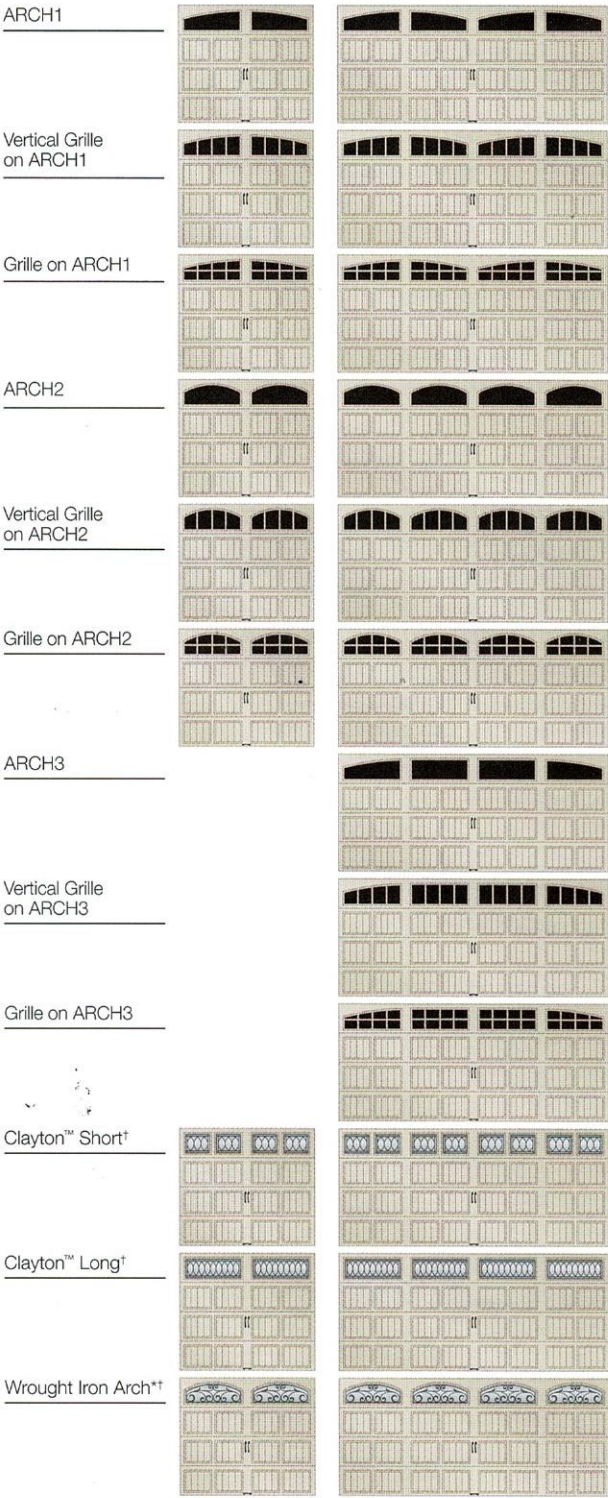 ARCH1
Vertical Grille
on ARCH1
Grille on ARCH1
ARCH2
Vertical Grille
on ARCH2
Grille on ARCH2
ARCH3
Vertical Grille
on ARCH3
Grille on ARCH3
Clayton™ Short†
Clayton™ Long†
Wrought Iron Arch*†